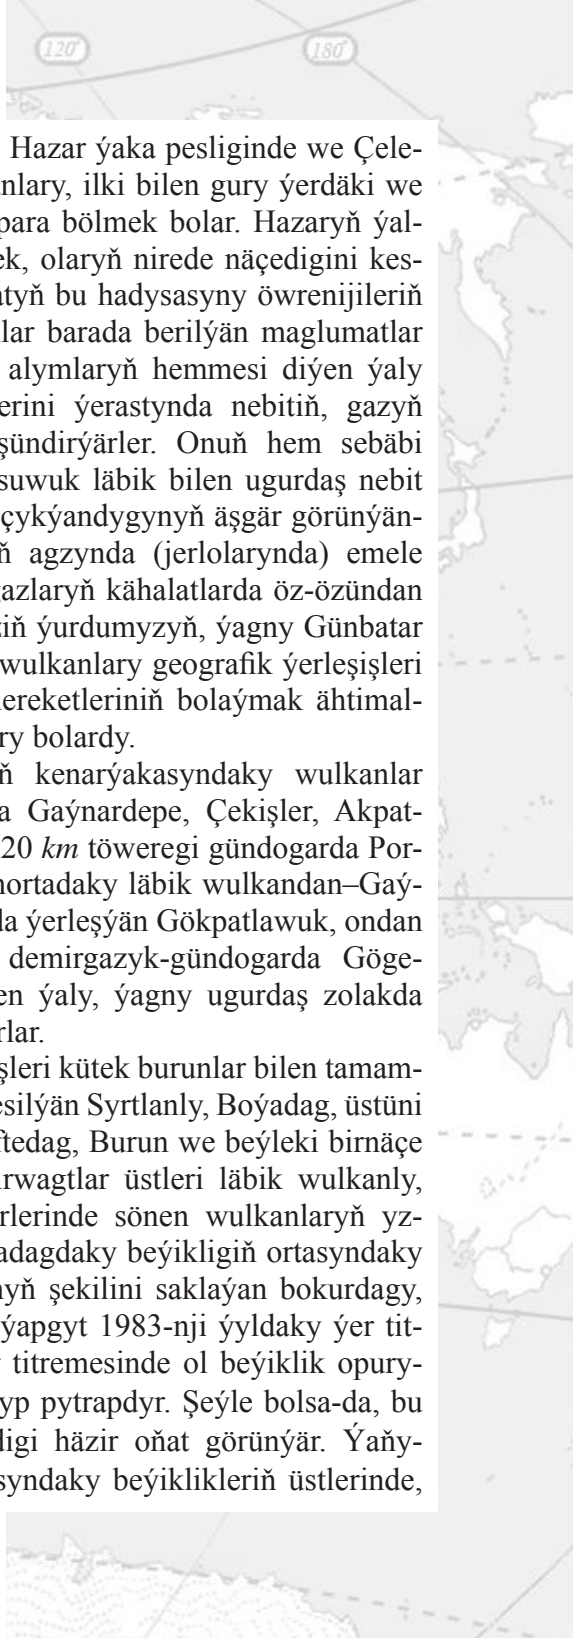 120°
180°
Hazar ýaka pesliginde we Çele-
nlary, ilki bilen gury ýerdäki we
para bölmek bolar. Hazaryň ýal-
ek, olaryň nirede näçedigini kes-
atyň bu hadysasyny öwrenijileriň
lar barada berilýän maglumatlar
alymlaryň hemmesi diýen ýaly
erini ýerastynda nebitiň, gazyň
şündirýärler. Onuň hem sebäbi
suwuk läbik bilen ugurdaş nebit
çykýandygynyň äşgär görünýän-
ň agzynda (jerlolarynda) emele
gazlaryň kähalatlarda öz-özündan
ziň ýurdumyzyň, ýagny Günbatar
wulkanlary geografik ýerleşişleri
hereketleriniň bolaýmak ähtimal-
ry bolardy.
ň kenarýakasyndaky wulkanlar
a Gaýnardepe, Çekişler, Akpat-
20 km töweregi gündogarda Por-
nortadaky läbik wulkandan–Gaý-
da ýerleşýän Gökpatlawuk, ondan
demirgazyk-gündogarda Göge-
en ýaly, ýagny ugurdaş zolakda
rlar.
şleri kütek burunlar bilen tamam-
esilýän Syrtlanly, Boýadag, üstüni
ftedag, Burun we beýleki birnäçe
rwagtlar üstleri läbik wulkanly,
rlerinde sönen wulkanlaryň yz-
adagdaky beýikligiň ortasyndaky
nyň şekilini saklaýan bokurdagy,
ýapgyt 1983-nji ýyldaky ýer tit-
r titremesinde ol beýiklik opury-
yp pytrapdyr. Şeýle bolsa-da, bu
digi häzir oňat görünýär. Ýaňy-
syndaky beýiklikleriň üstlerinde,